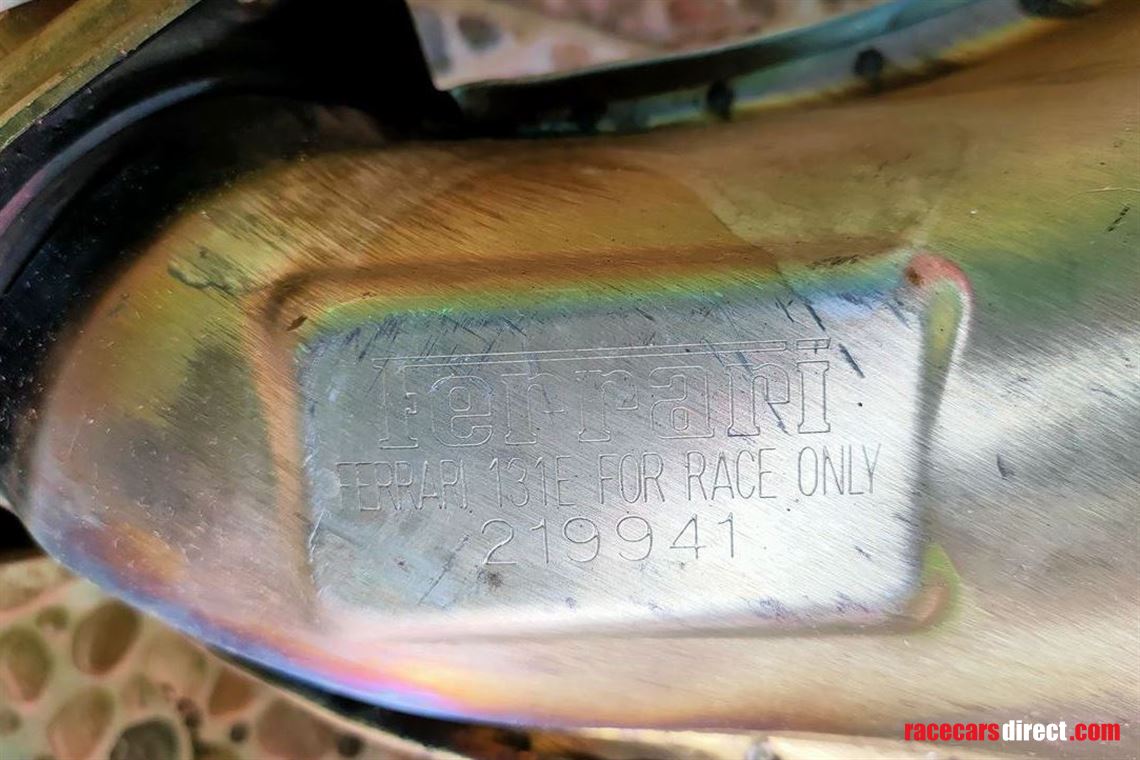 Ferrari
FERRARI 131E FOR RACE ONLY
219941
racecarsdirect.com